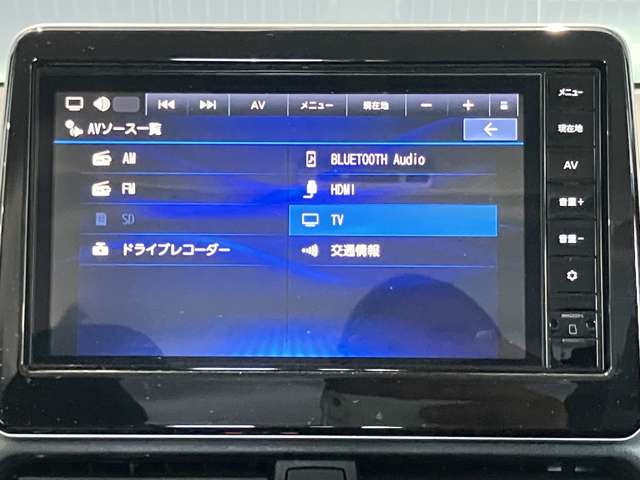 AV メニュー 現在地 − +
AVソース一覧
AM BLUETOOTH Audio
FM HDMI
SD TV
ドライブレコーダー 交通情報
メニュー
現在地
AV
音量+
音量−